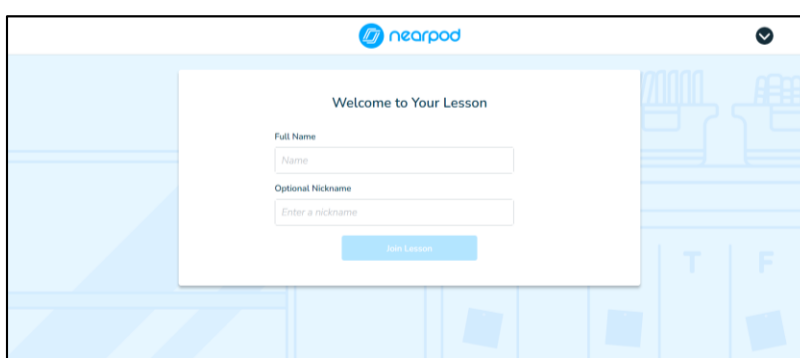 nearpod
Welcome to Your Lesson
Full Name
Name
Optional Nickname
Enter a nickname
Join Lesson
T F